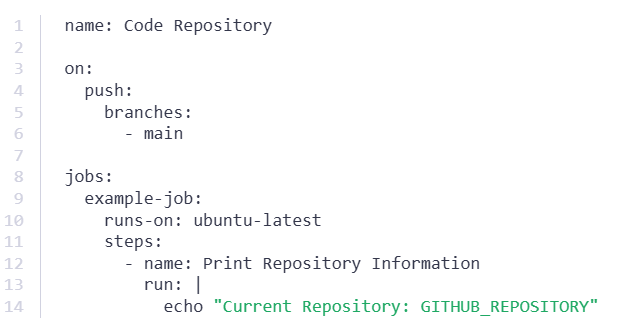 1 name: Code Repository
2
3 on:
4   push:
5     branches:
6       - main
7
8 jobs:
9   example-job:
10     runs-on: ubuntu-latest
11     steps:
12       - name: Print Repository Information
13         run: |
14           echo "Current Repository: GITHUB_REPOSITORY"